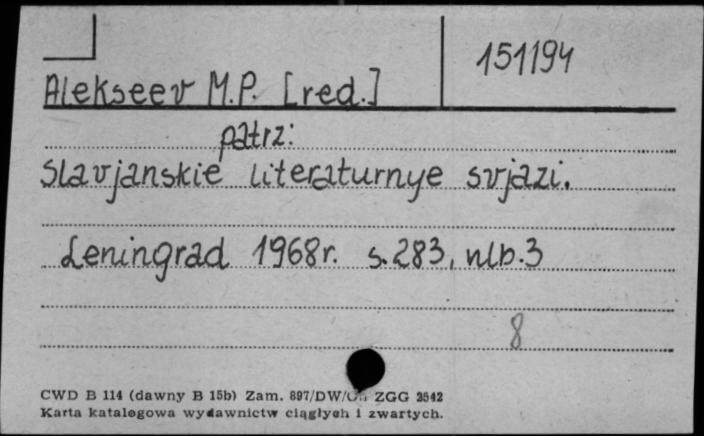 151194
Alekseev M.P. [red.]
patrz:
Slavjanskie literaturnye svjazi.
Leningrad 1968r. s.283, nlb.3
8
CWD B 114 (dawny B 15b) Zam. 897/DW/ ZGG 2542
Karta katalogowa wydawnictw ciągłych i zwartych.